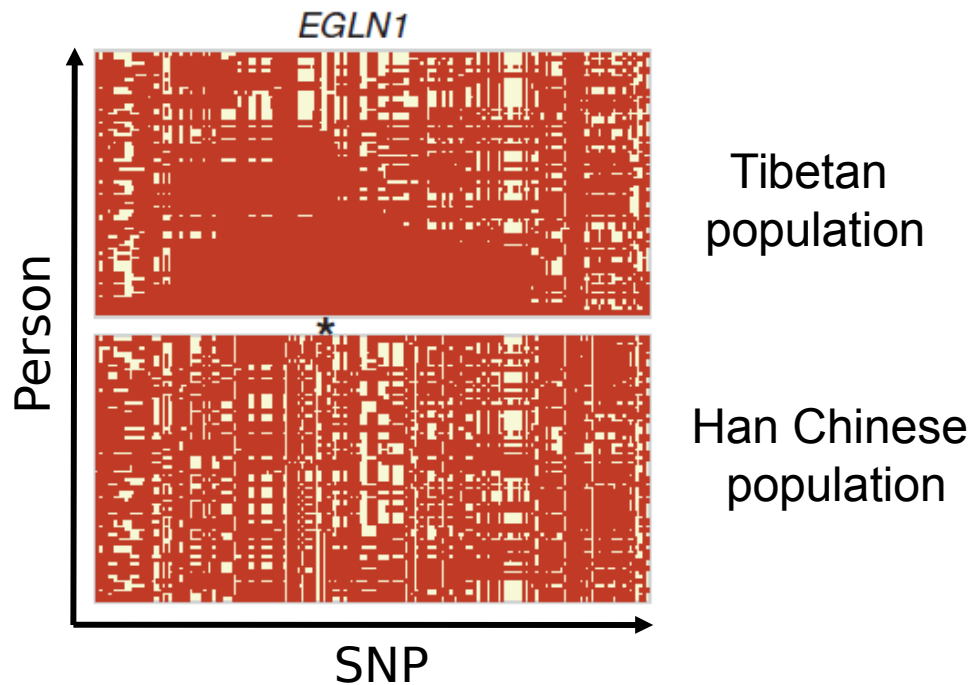 EGLN1
Person
Tibetan
population
*
Han Chinese
population
SNP